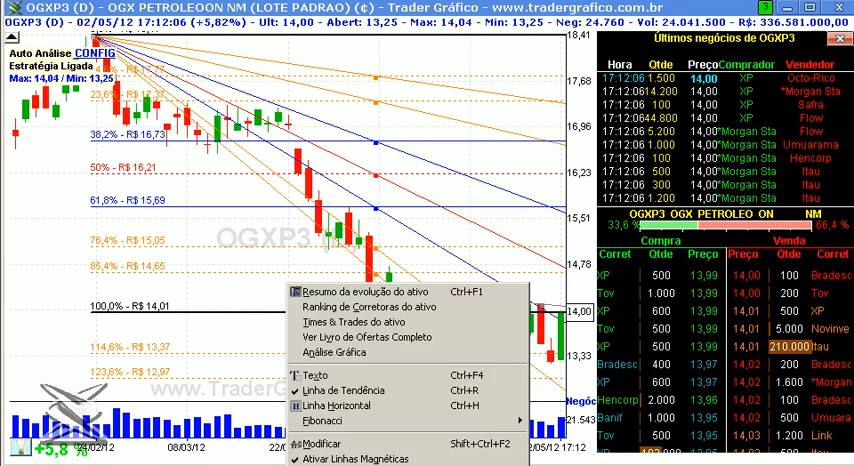 OGXP3 (D) - OGX PETROLEOON NM (LOTE PADRAO) () - Trader Gráfico - www.tradergrafico.com.br
3
OGXP3(D) - 02/05/12 17:12:06 (+5,82%) - Ult: 14,00 - Abert: 13,25 - Max: 14,04 - Min: 13,25 - Neg: 24.760 - Vol: 24.041.500 - R$: 336.581.000,00
Auto Análise CONFIG
Estratégia Ligada
Max: 14,04 / Min: 13,25
23,6% - R$ 17,37
38,2% - R$ 16,73
50% - R$ 16,21
61,8% - R$ 15,69
76,4% - R$ 15,05
85,4% - R$ 14,65
100,0% - R$ 14,01
114,6% - R$ 13,37
123,6% - R$ 12,97
18,41
17,68
16,96
16,23
15,51
14,78
14,00
13,33
Negóc
21.543
OGXP3
+5,8
24/02/12
08/03/12
17:12
Resumo da evolução do ativo Ctrl+F1
Ranking de Corretoras do ativo
Times & Trades do ativo
Ver Livro de Ofertas Completo
Análise Gráfica
Texto Ctrl+F4
Linha de Tendência Ctrl+R
Linha Horizontal Ctrl+H
Fibonacci
Modificar Shift+Ctrl+F2
Ativar Linhas Magnéticas
Últimos negócios de OGXP3
Hora Qtde Preço Comprador Vendedor
17:12:06 1.500 14,00 XP Octo-Rico
17:12:06 14.200 14,00 XP *Morgan Sta
17:12:06 100 14,00 XP Safra
17:12:06 44.800 14,00 XP Flow
17:12:06 5.200 14,00 *Morgan Sta Flow
17:12:06 1.000 14,00 *Morgan Sta Umuarama
17:12:06 100 14,00 *Morgan Sta Hencorp
17:12:06 500 14,00 *Morgan Sta Itau
17:12:06 300 14,00 *Morgan Sta Itau
17:12:06 1.200 14,00 *Morgan Sta Itau
OGXP3 OGX PETROLEO ON NM
33,6 % 66,4 %
Compra Venda
Corret Qtde Preço Preço Qtde Corret
XP 500 13,99 14,00 100 Bradesc
Tov 1.000 13,99 14,00 200 Tov
XP 600 13,99 14,01 500 XP
Tov 500 13,99 14,01 5.000 Novinve
XP 500 13,99 14,01 210.000 Itau
Bradesc 400 13,97 14,02 200 Bradesc
XP 600 13,97 14,02 1.600 *Morgan
Hencorp 2.000 13,96 14,02 100 Bradesc
Banif 1.000 13,95 14,02 500 Umuara
Tov 500 13,95 14,03 1.200 Link
XP 13,95 14,03 200 Bradesc